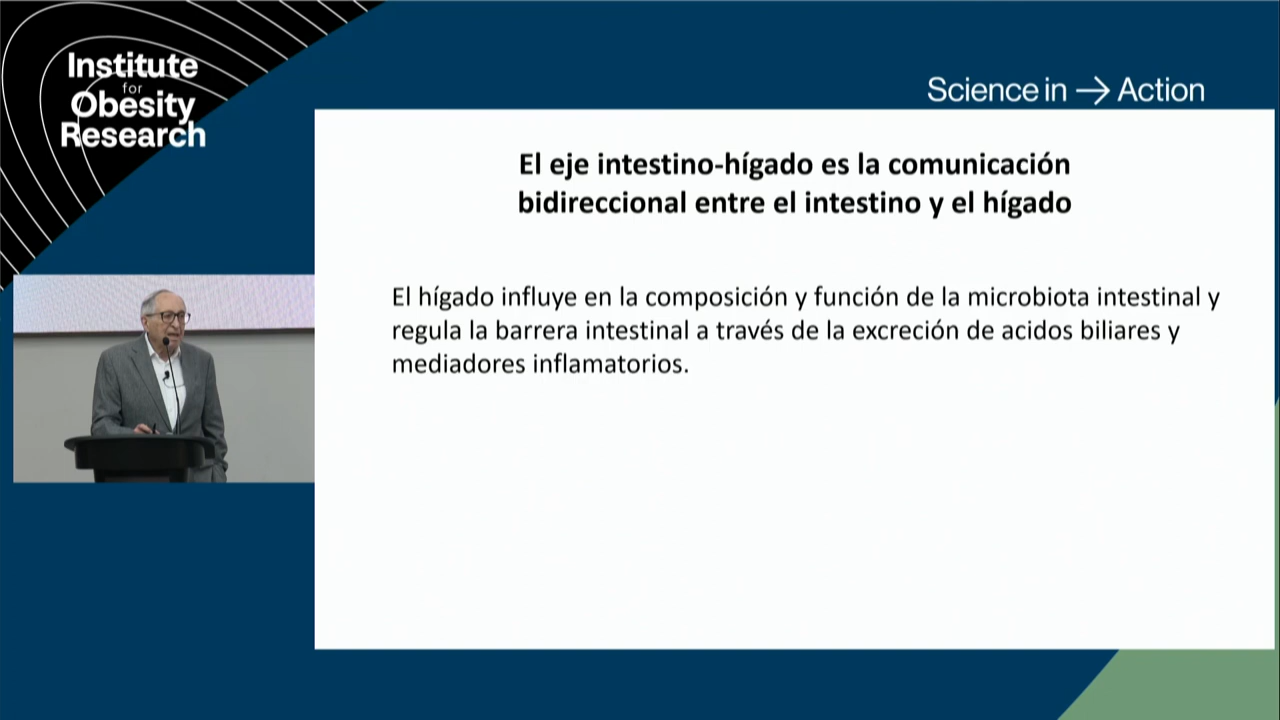 Institute
for
Obesity
Research
Science in → Action
El eje intestino-hígado es la comunicación
bidireccional entre el intestino y el hígado
El hígado influye en la composición y función de la microbiota intestinal y
regula la barrera intestinal a través de la excreción de acidos biliares y
mediadores inflamatorios.